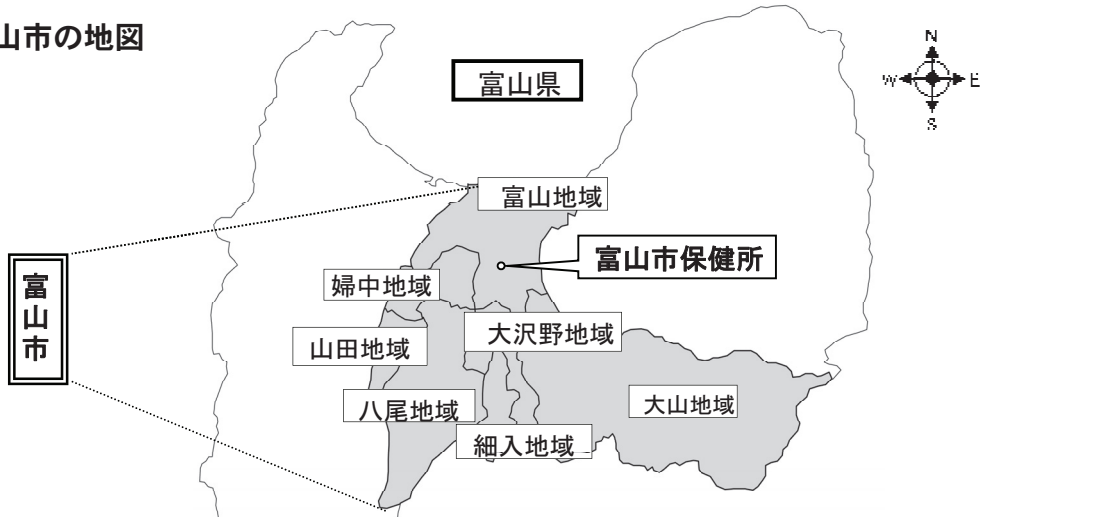 山市の地図
富山県
N
W
E
S
富山地域
富山市保健所
婦中地域
富山市
大沢野地域
山田地域
大山地域
八尾地域
細入地域